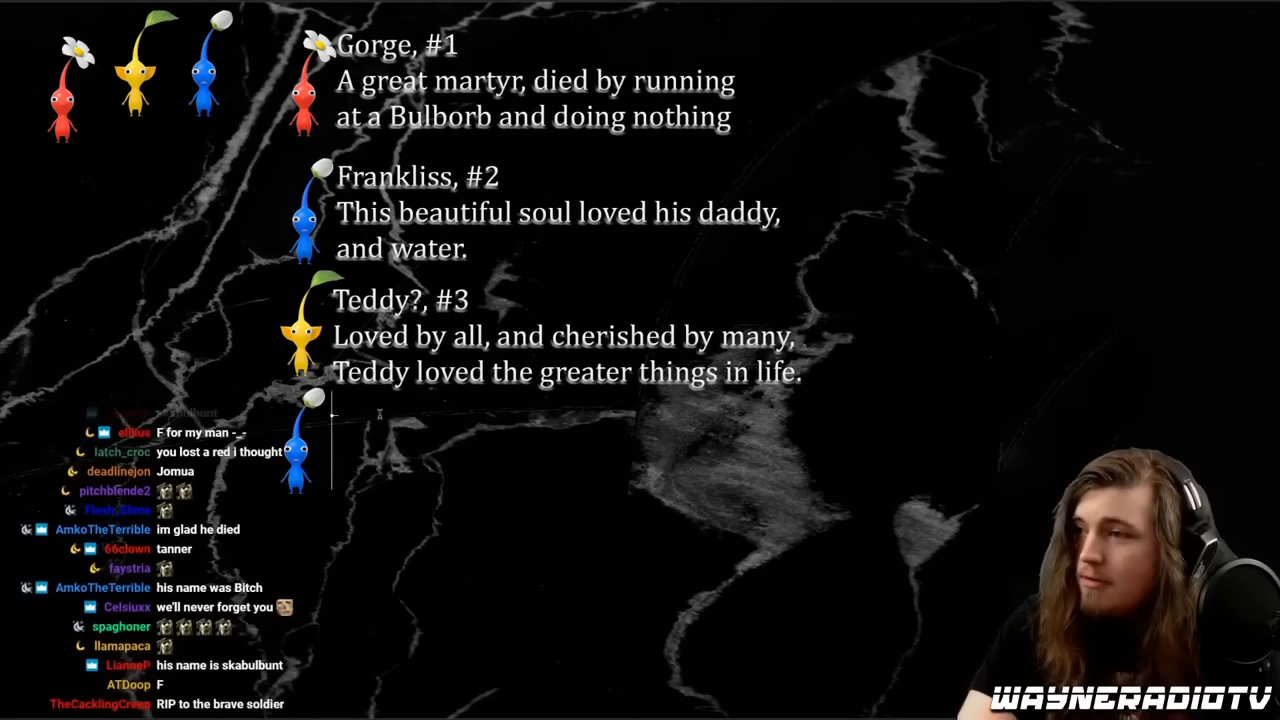 Gorge, #1
A great martyr, died by running
at a Bulborb and doing nothing
Frankliss, #2
This beautiful soul loved his daddy,
and water.
Teddy?, #3
Loved by all, and cherished by many,
Teddy loved the greater things in life.
ellius F for my man -_-
latch_croc you lost a red i thought
deadlinejon Jomua
pitchblende2
AmkoTheTerrible im glad he died
66clown tanner
faystria
AmkoTheTerrible his name was Bitch
Celsiuxx we'll never forget you
spaghoner
llamapaca
LianneP his name is skabulbunt
ATDoop F
TheCacklingCreep RIP to the brave soldier
WAYNERADIOTV